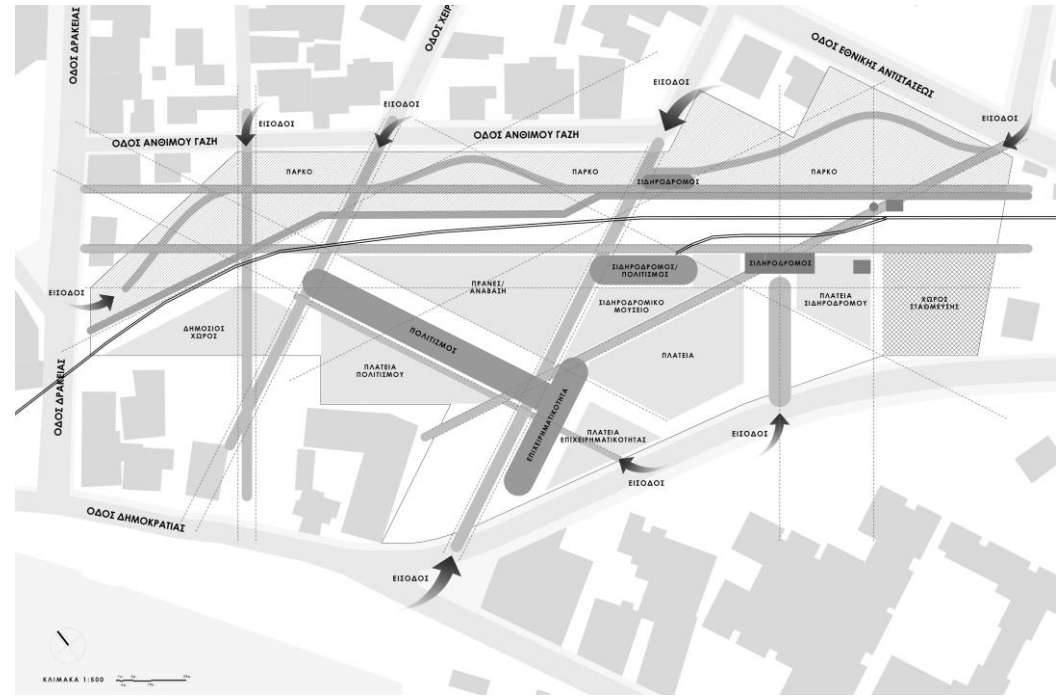 ΟΔΟΣ ΔΡΑΚΕΙΑΣ
ΟΔΟΣ ΧΕΙΡ
ΟΔΟΣ ΕΘΝΙΚΗΣ ΑΝΤΙΣΤΑΣΕΩΣ
ΕΙΣΟΔΟΣ
ΕΙΣΟΔΟΣ
ΕΙΣΟΔΟΣ
ΟΔΟΣ ΑΝΘΙΜΟΥ ΓΑΖΗ
ΟΔΟΣ ΑΝΘΙΜΟΥ ΓΑΖΗ
ΕΙΣΟΔΟΣ
ΠΑΡΚΟ
ΠΑΡΚΟ
ΣΙΔΗΡΟΔΡΟΜΟΣ
ΠΑΡΚΟ
ΣΙΔΗΡΟΔΡΟΜΟΣ/
ΠΟΛΙΤΙΣΜΟΣ
ΣΙΔΗΡΟΔΡΟΜΟΣ
ΠΡΑΝΕΣ/
ΑΝΑΒΑΣΗ
ΕΙΣΟΔΟΣ
ΣΙΔΗΡΟΔΡΟΜΙΚΟ
ΜΟΥΣΕΙΟ
ΠΛΑΤΕΙΑ
ΣΙΔΗΡΟΔΡΟΜΟΥ
ΧΩΡΟΣ
ΣΤΑΘΜΕΥΣΗΣ
ΔΗΜΟΣΙΟΣ
ΧΩΡΟΣ
ΠΟΛΙΤΙΣΜΟΣ
ΠΛΑΤΕΙΑ
ΠΛΑΤΕΙΑ
ΠΟΛΙΤΙΣΜΟΥ
ΟΔΟΣ ΔΡΑΚΕΙΑΣ
ΕΠΙΧΕΙΡΗΜΑΤΙΚΟΤΗΤΑ
ΠΛΑΤΕΙΑ
ΕΠΙΧΕΙΡΗΜΑΤΙΚΟΤΗΤΑΣ
ΕΙΣΟΔΟΣ
ΕΙΣΟΔΟΣ
ΟΔΟΣ ΔΗΜΟΚΡΑΤΙΑΣ
ΕΙΣΟΔΟΣ
ΚΛΙΜΑΚΑ 1:500